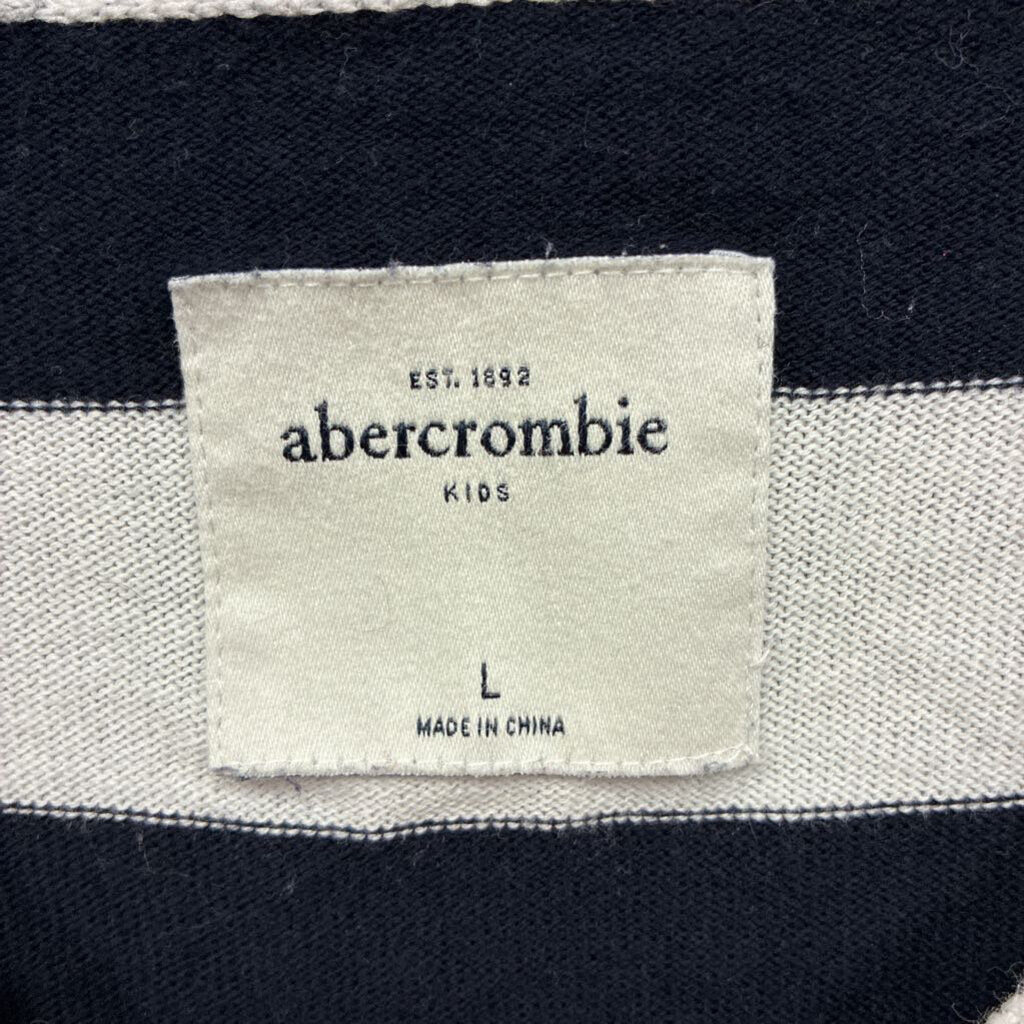 EST. 1892
abercrombie
KIDS
L
MADE IN CHINA